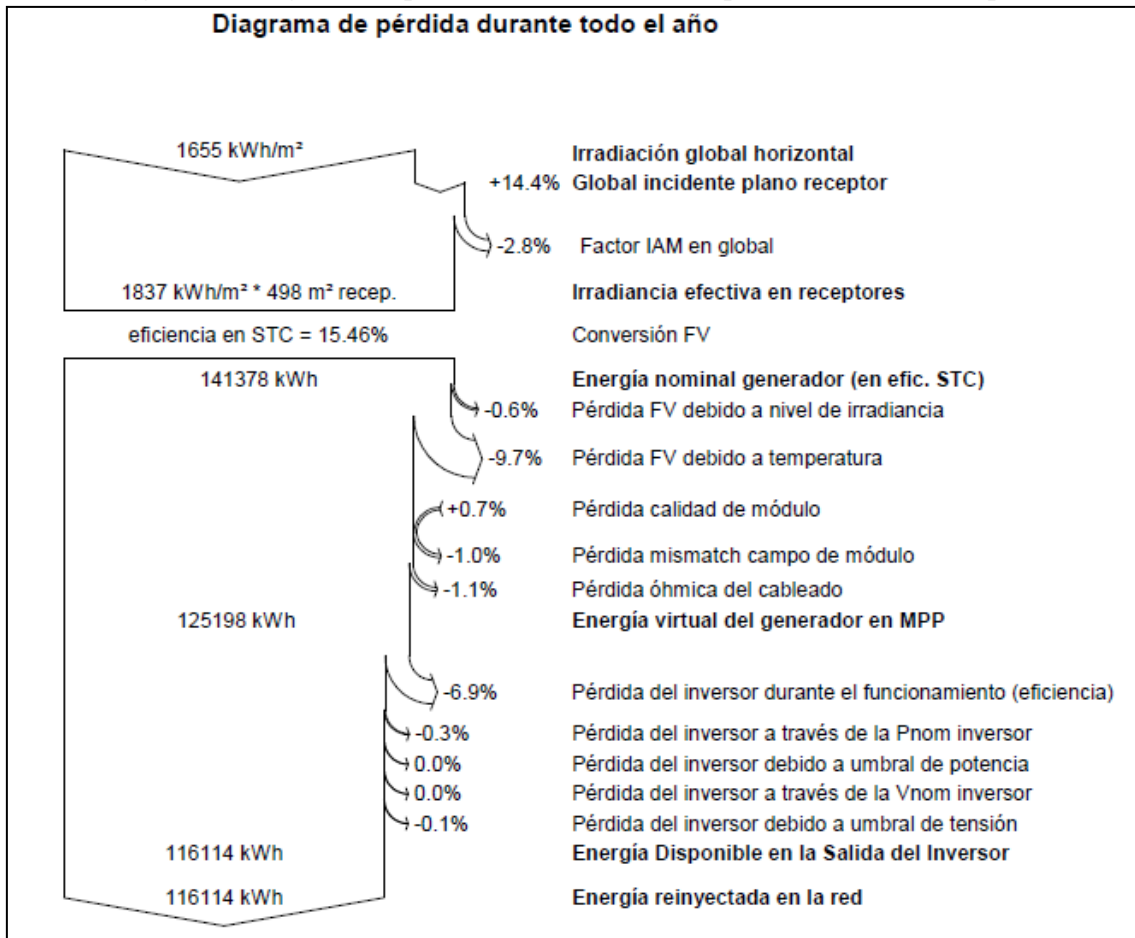 Diagrama de pérdida durante todo el año
1655 kWh/m² Irradiación global horizontal
+14.4% Global incidente plano receptor
-2.8% Factor IAM en global
1837 kWh/m² * 498 m² recep. Irradiancia efectiva en receptores
eficiencia en STC = 15.46% Conversión FV
141378 kWh Energía nominal generador (en efic. STC)
-0.6% Pérdida FV debido a nivel de irradiancia
-9.7% Pérdida FV debido a temperatura
+0.7% Pérdida calidad de módulo
-1.0% Pérdida mismatch campo de módulo
-1.1% Pérdida óhmica del cableado
125198 kWh Energía virtual del generador en MPP
-6.9% Pérdida del inversor durante el funcionamiento (eficiencia)
-0.3% Pérdida del inversor a través de la Pnom inversor
0.0% Pérdida del inversor debido a umbral de potencia
0.0% Pérdida del inversor a través de la Vnom inversor
-0.1% Pérdida del inversor debido a umbral de tensión
116114 kWh Energía Disponible en la Salida del Inversor
116114 kWh Energía reinyectada en la red